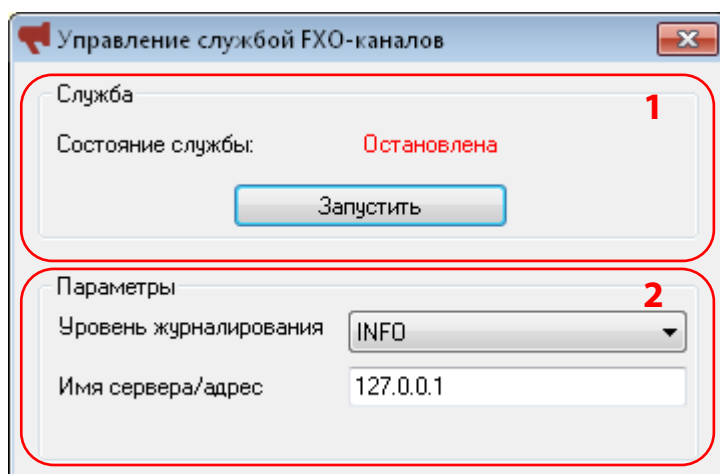 Управление службой FXO-каналов
Служба
1
Состояние службы: Остановлена
Запустить
Параметры
2
Уровень журналирования INFO
Имя сервера/адрес 127.0.0.1